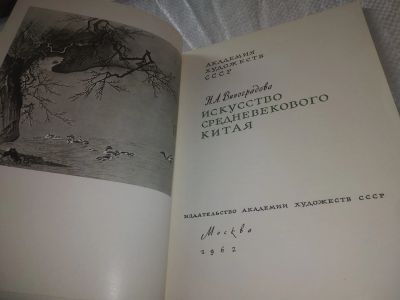 АКАДЕМИЯ
ХУДОЖЕСТВ
СССР
Н.А.Виноградова
ИСКУССТВО
СРЕДНЕВЕКОВОГО
КИТАЯ
ИЗДАТЕЛЬСТВО АКАДЕМИИ ХУДОЖЕСТВ СССР
Москва
1962